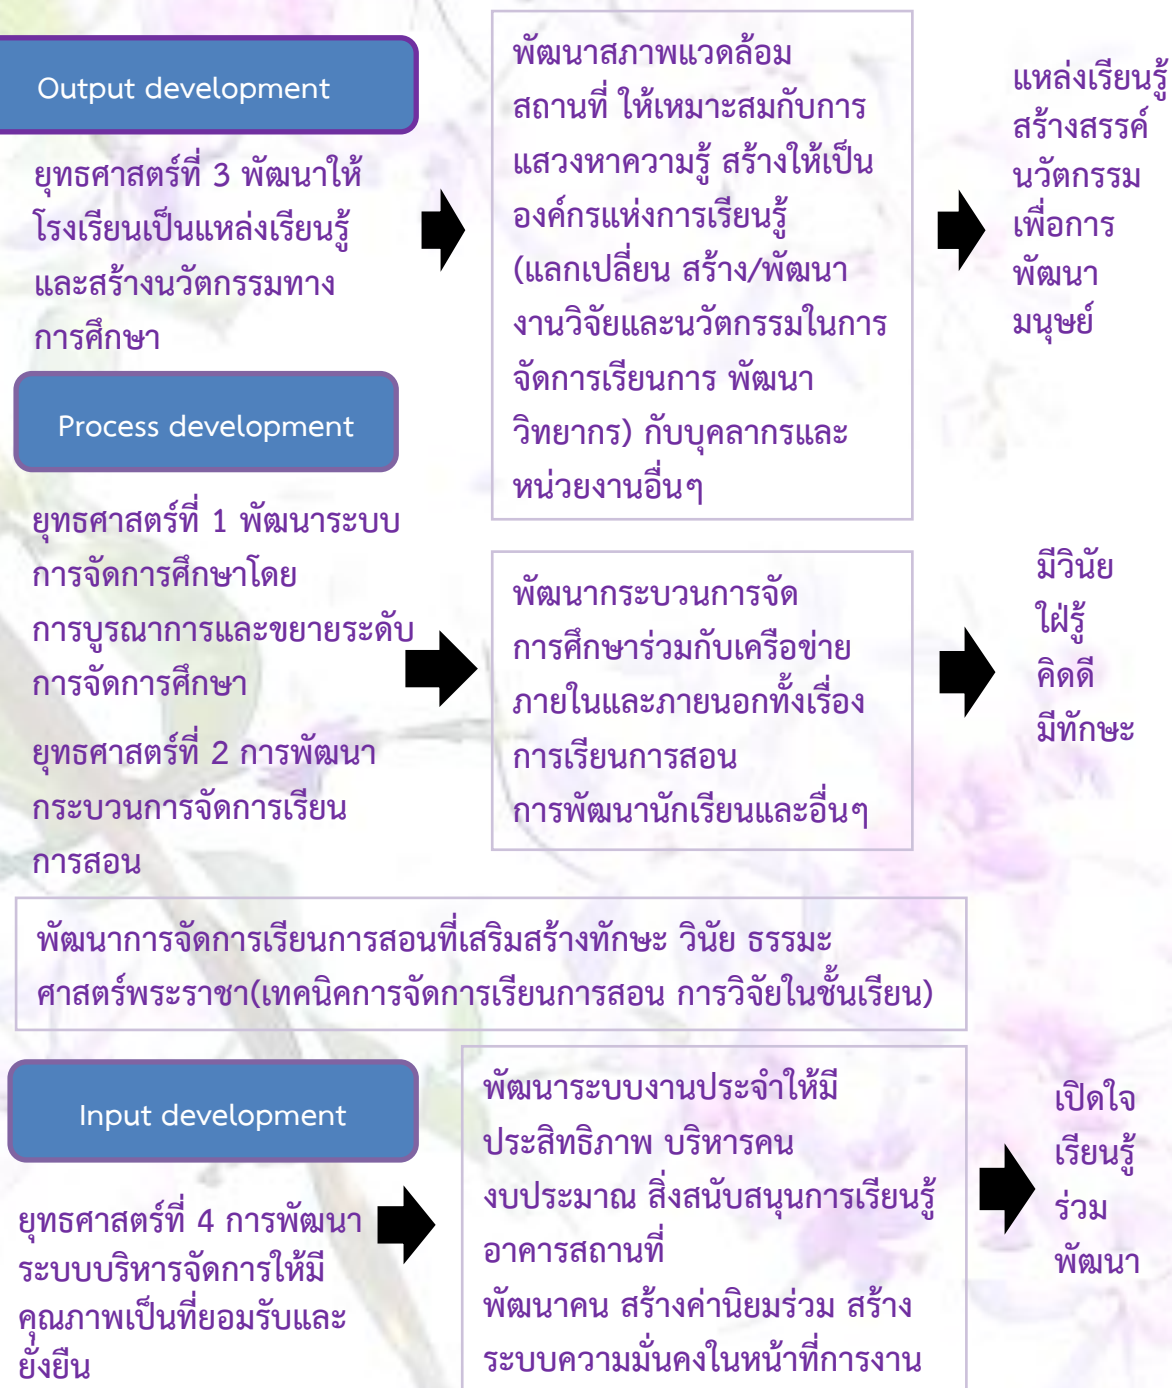 Output development
ยุทธศาสตร์ที่ 3 พัฒนาให้
โรงเรียนเป็นแหล่งเรียนรู้
และสร้างนวัตกรรมทาง
การศึกษา
พัฒนาสภาพแวดล้อม
สถานที่ ให้เหมาะสมกับการ
แสวงหาความรู้ สร้างให้เป็น
องค์กรแห่งการเรียนรู้
(แลกเปลี่ยน สร้าง/พัฒนา
งานวิจัยและนวัตกรรมในการ
จัดการเรียนการ พัฒนา
วิทยากร) กับบุคลากรและ
หน่วยงานอื่นๆ
แหล่งเรียนรู้
สร้างสรรค์
นวัตกรรม
เพื่อการ
พัฒนา
มนุษย์
Process development
ยุทธศาสตร์ที่ 1 พัฒนาระบบ
การจัดการศึกษาโดย
การบูรณาการและขยายระดับ
การจัดการศึกษา
ยุทธศาสตร์ที่ 2 การพัฒนา
กระบวนการจัดการเรียน
การสอน
พัฒนากระบวนการจัด
การศึกษาร่วมกับเครือข่าย
ภายในและภายนอกทั้งเรื่อง
การเรียนการสอน
การพัฒนานักเรียนและอื่นๆ
มีวินัย
ใฝ่รู้
คิดดี
มีทักษะ
พัฒนาการจัดการเรียนการสอนที่เสริมสร้างทักษะ วินัย ธรรมะ
ศาสตร์พระราชา(เทคนิคการจัดการเรียนการสอน การวิจัยในชั้นเรียน)
Input development
ยุทธศาสตร์ที่ 4 การพัฒนา
ระบบบริหารจัดการให้มี
คุณภาพเป็นที่ยอมรับและ
ยั่งยืน
พัฒนาระบบงานประจำให้มี
ประสิทธิภาพ บริหารคน
งบประมาณ สิ่งสนับสนุนการเรียนรู้
อาคารสถานที่
พัฒนาคน สร้างค่านิยมร่วม สร้าง
ระบบความมั่นคงในหน้าที่การงาน
เปิดใจ
เรียนรู้
ร่วม
พัฒนา